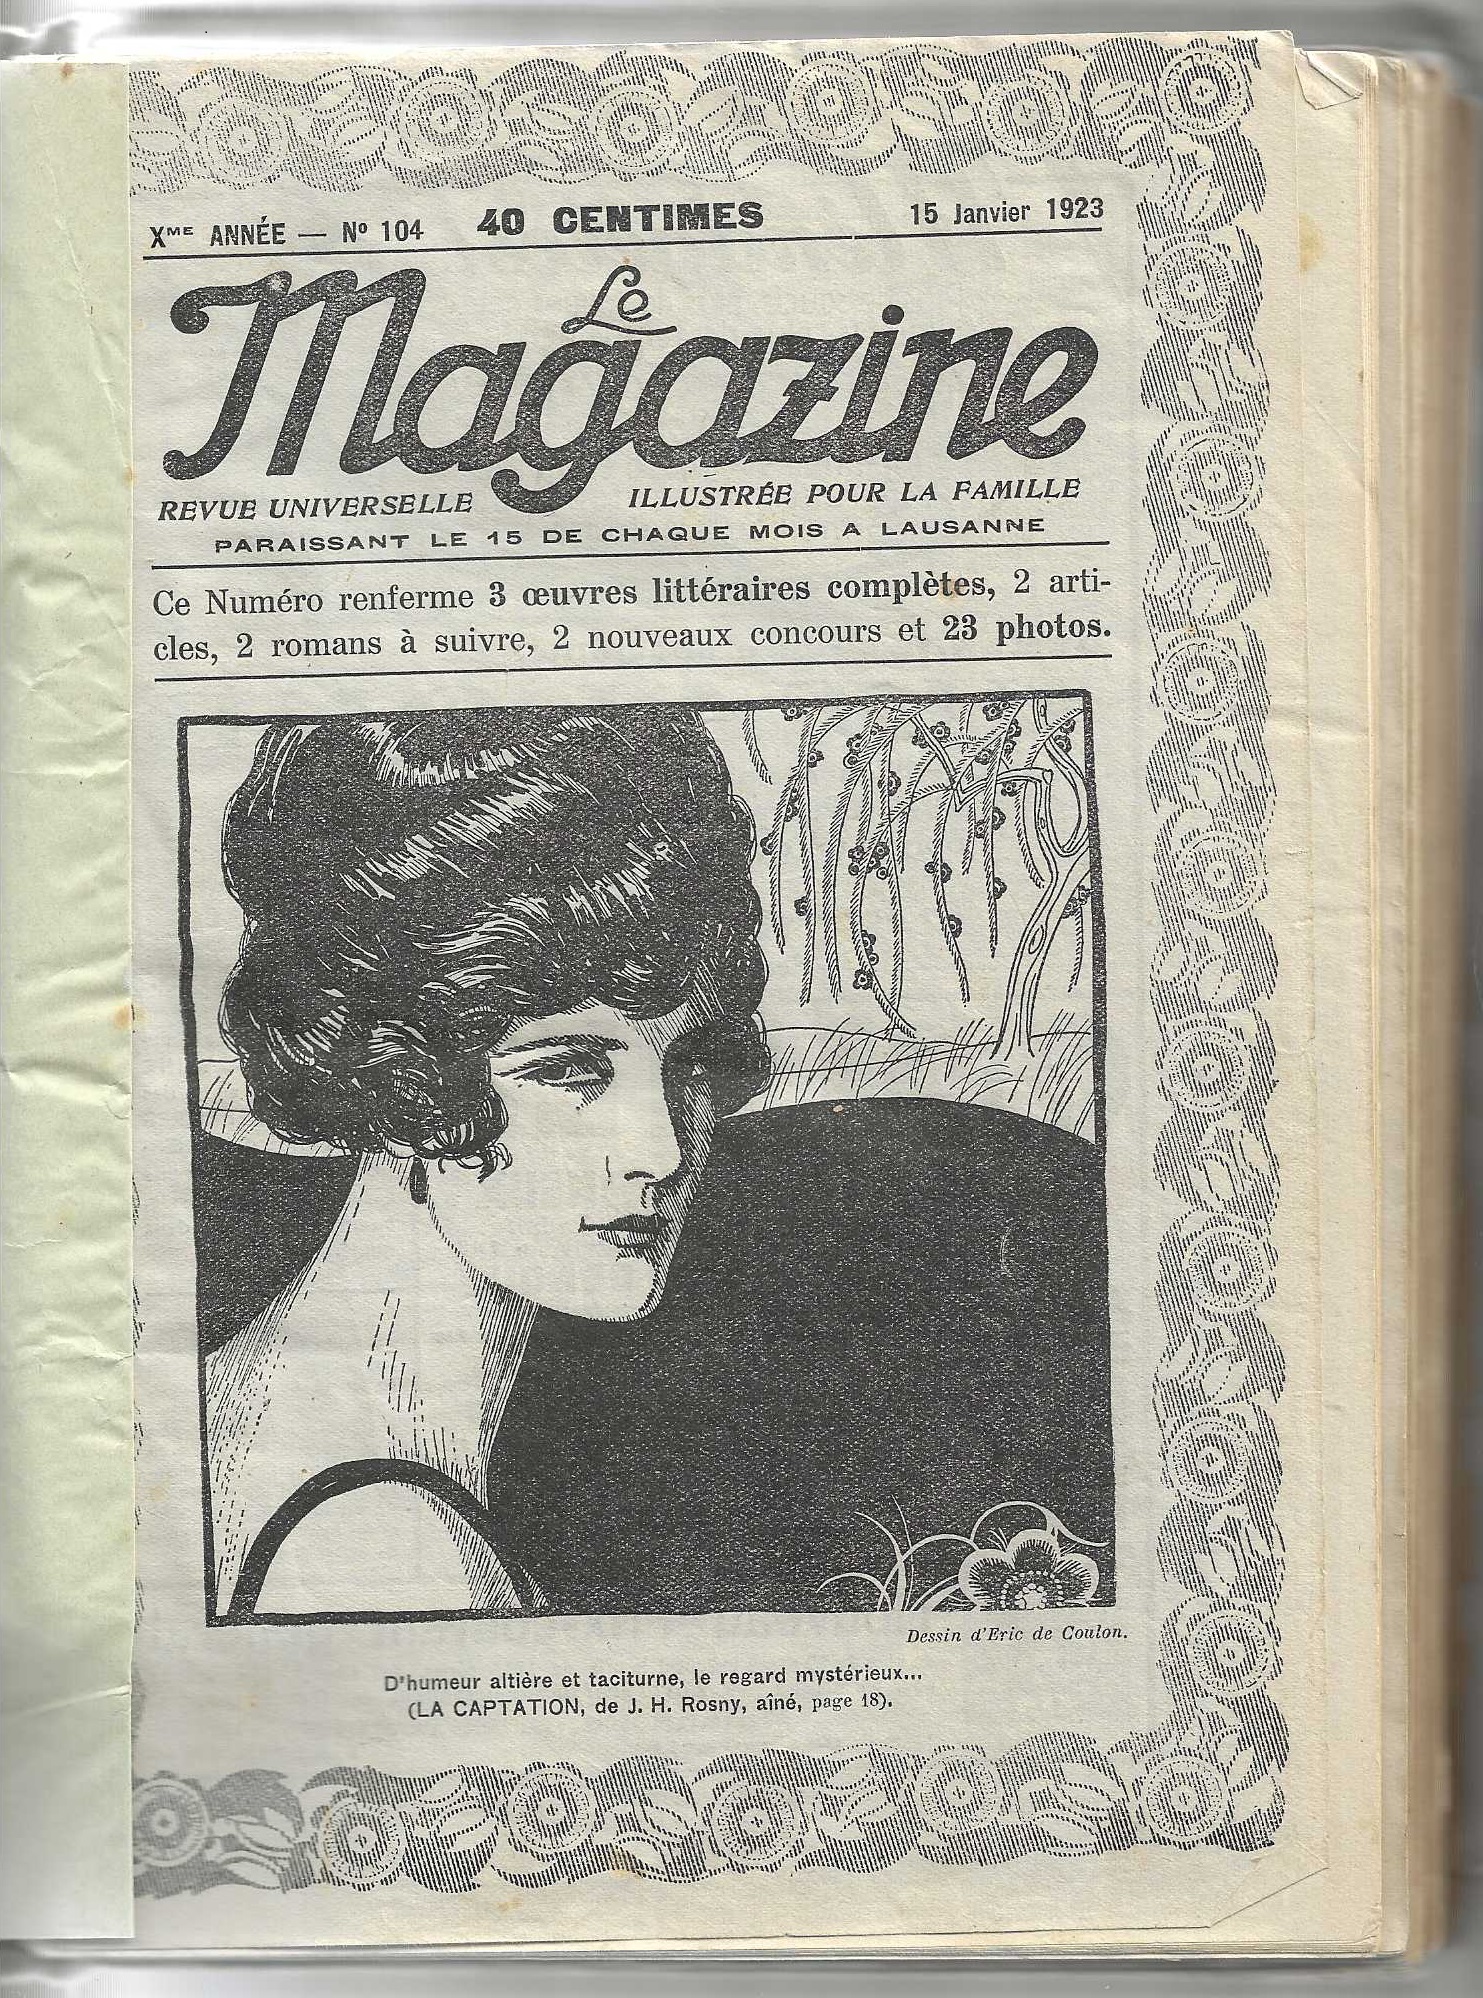 Xᴹᴱ ANNÉE — Nº 104 40 CENTIMES 15 Janvier 1923
Le
Magazine
REVUE UNIVERSELLE ILLUSTRÉE POUR LA FAMILLE
PARAISSANT LE 15 DE CHAQUE MOIS A LAUSANNE
Ce Numéro renferme 3 œuvres littéraires complètes, 2 arti-
cles, 2 romans à suivre, 2 nouveaux concours et 23 photos.
Dessin d'Eric de Coulon.
D'humeur altière et taciturne, le regard mystérieux...
(LA CAPTATION, de J. H. Rosny, aîné, page 18).